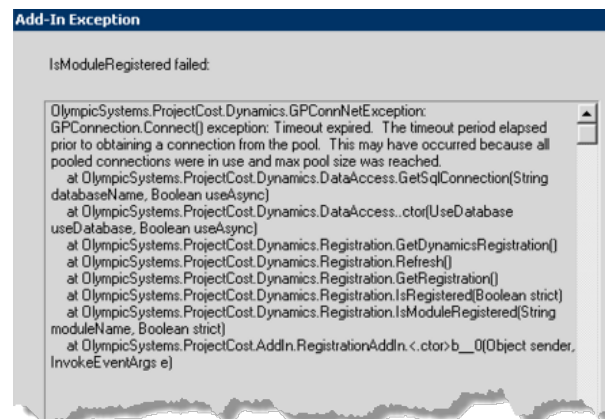 Add-In Exception
IsModuleRegistered failed:
OlympicSystems.ProjectCost.Dynamics.GPConnNetException:
GPConnection.Connect() exception: Timeout expired.  The timeout period elapsed
prior to obtaining a connection from the pool.  This may have occurred because all
pooled connections were in use and max pool size was reached.
at OlympicSystems.ProjectCost.Dynamics.DataAccess.GetSqlConnection(String
databaseName, Boolean useAsync)
at OlympicSystems.ProjectCost.Dynamics.DataAccess..ctor(UseDatabase
useDatabase, Boolean useAsync)
at OlympicSystems.ProjectCost.Dynamics.Registration.GetDynamicsRegistration()
at OlympicSystems.ProjectCost.Dynamics.Registration.Refresh()
at OlympicSystems.ProjectCost.Dynamics.Registration.GetRegistration()
at OlympicSystems.ProjectCost.Dynamics.Registration.IsRegistered(Boolean strict)
at OlympicSystems.ProjectCost.Dynamics.Registration.IsModuleRegistered(String
moduleName, Boolean strict)
at OlympicSystems.ProjectCost.AddIn.RegistrationAddIn.<.ctor>b__0(Object sender,
InvokeEventArgs e)